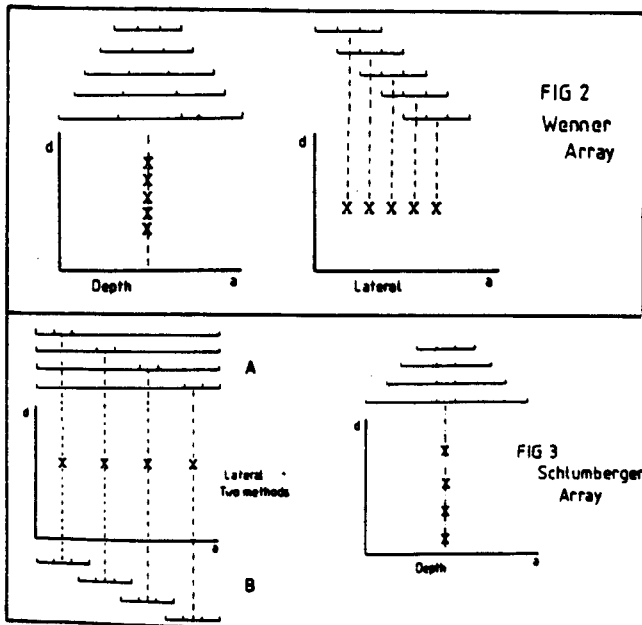 FIG 2
Wenner
Array
d
X
X
X
X
X
Depth
a
d
X X X X X
Lateral
a
A
d
X X X X
Lateral
Two methods
a
B
FIG 3
Schlumberger
Array
d
X
X
X
X
Depth
a